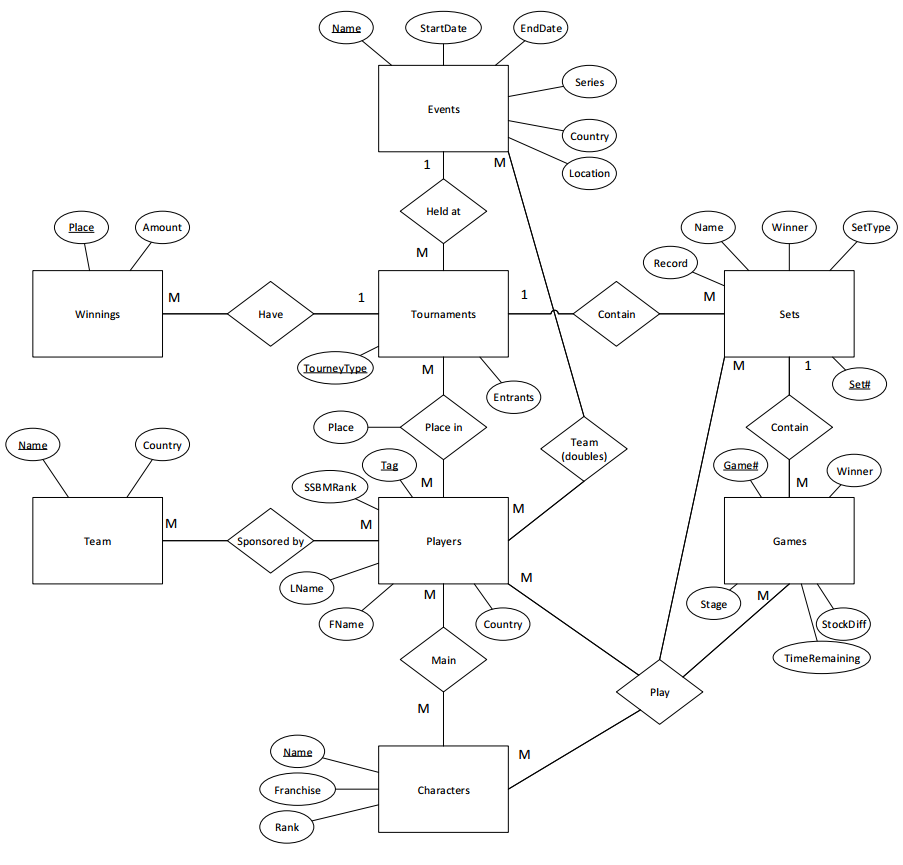 Name
StartDate
EndDate
Series
Events
Country
1
M
Location
Held at
Place
Amount
Name
Winner
SetType
M
Record
M
1
1
M
Winnings
Have
Tournaments
Contain
Sets
TourneyType
M
M
1
Entrants
Set#
Place
Place in
Contain
Name
Country
Team
(doubles)
Tag
Game#
Winner
SSBMRank
M
M
M
M
M
Team
Sponsored by
Players
Games
M
LName
M
M
Stage
FName
Country
StockDiff
Main
TimeRemaining
Play
M
Name
M
Franchise
Characters
Rank